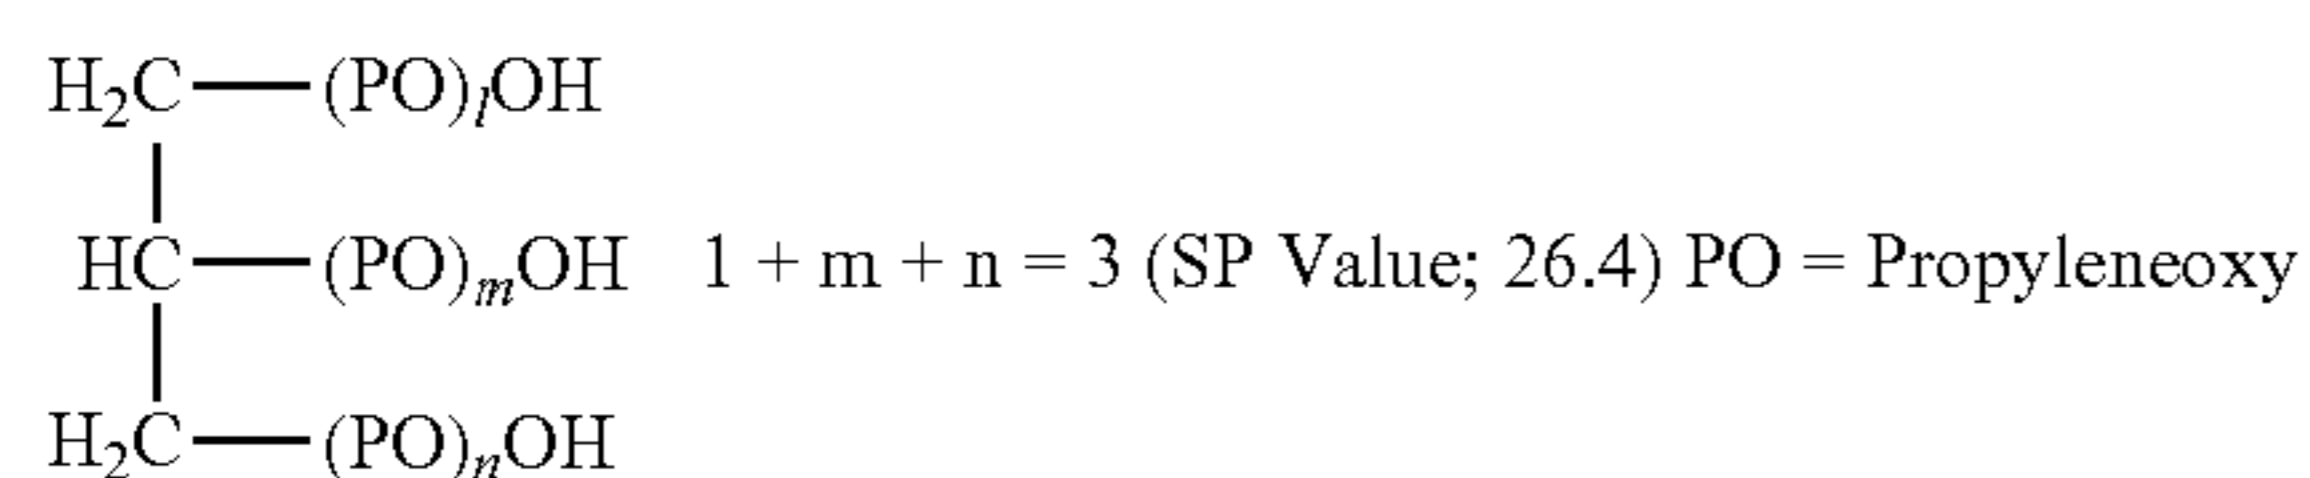 H₂C—(PO)lOH
HC—(PO)mOH 1 + m + n = 3 (SP Value; 26.4) PO = Propyleneoxy
H₂C—(PO)nOH